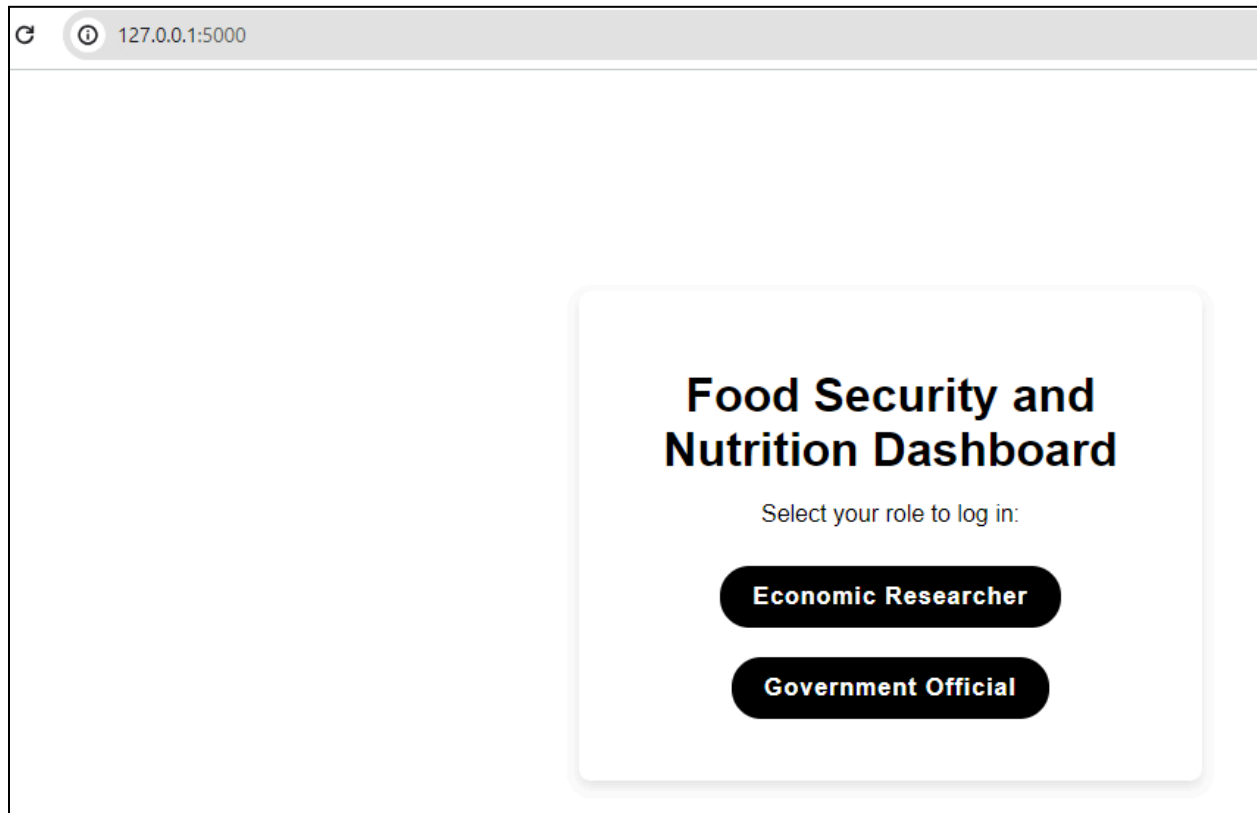 127.0.0.1:5000
Food Security and
Nutrition Dashboard
Select your role to log in:
Economic Researcher
Government Official